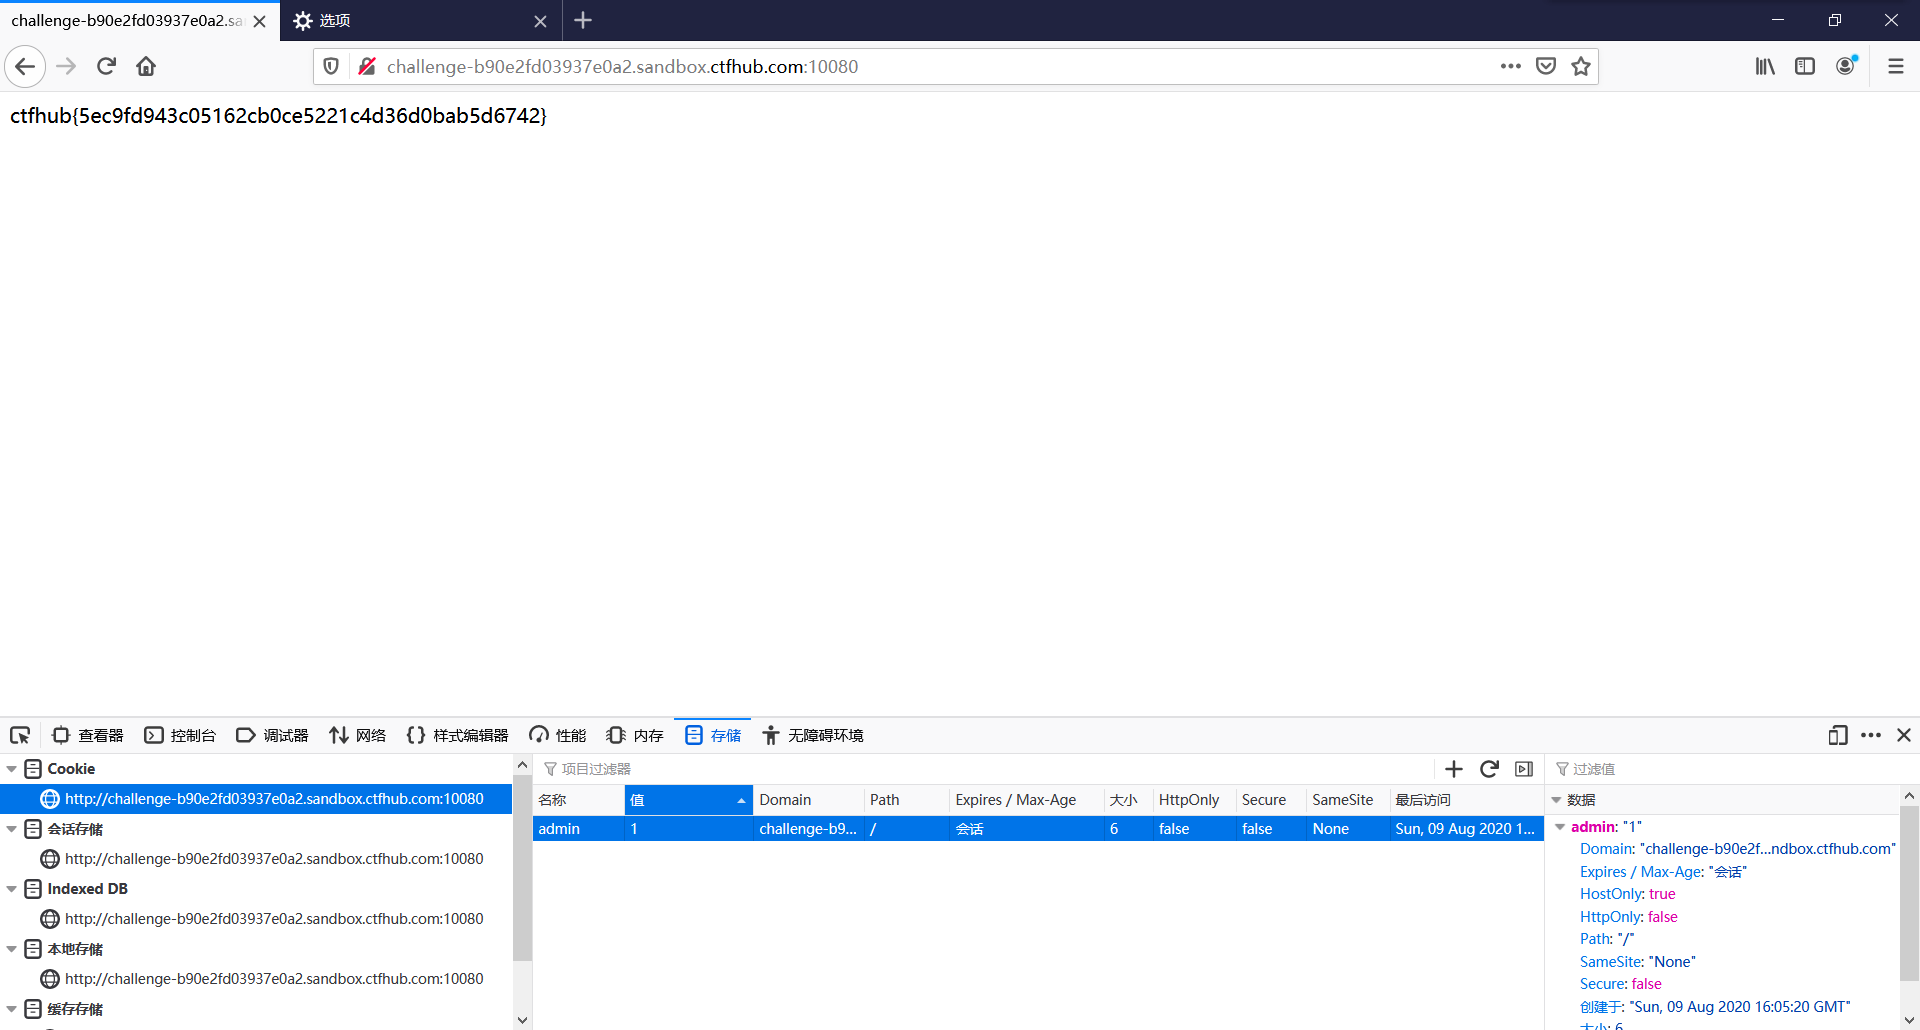 challenge-b90e2fd03937e0a2.sa
选项
challenge-b90e2fd03937e0a2.sandbox.ctfhub.com:10080
ctfhub{5ec9fd943c05162cb0ce5221c4d36d0bab5d6742}
查看器 控制台 调试器 网络 样式编辑器 性能 内存 存储 无障碍环境
Cookie
http://challenge-b90e2fd03937e0a2.sandbox.ctfhub.com:10080
会话存储
http://challenge-b90e2fd03937e0a2.sandbox.ctfhub.com:10080
Indexed DB
http://challenge-b90e2fd03937e0a2.sandbox.ctfhub.com:10080
本地存储
http://challenge-b90e2fd03937e0a2.sandbox.ctfhub.com:10080
缓存存储
项目过滤器
名称 值 Domain Path Expires / Max-Age 大小 HttpOnly Secure SameSite 最后访问
admin 1 challenge-b9... / 会话 6 false false None Sun, 09 Aug 2020 1...
过滤值
数据
admin: "1"
Domain: "challenge-b90e2f...ndbox.ctfhub.com"
Expires / Max-Age: "会话"
HostOnly: true
HttpOnly: false
Path: "/"
SameSite: "None"
Secure: false
创建于: "Sun, 09 Aug 2020 16:05:20 GMT"
大小: 6